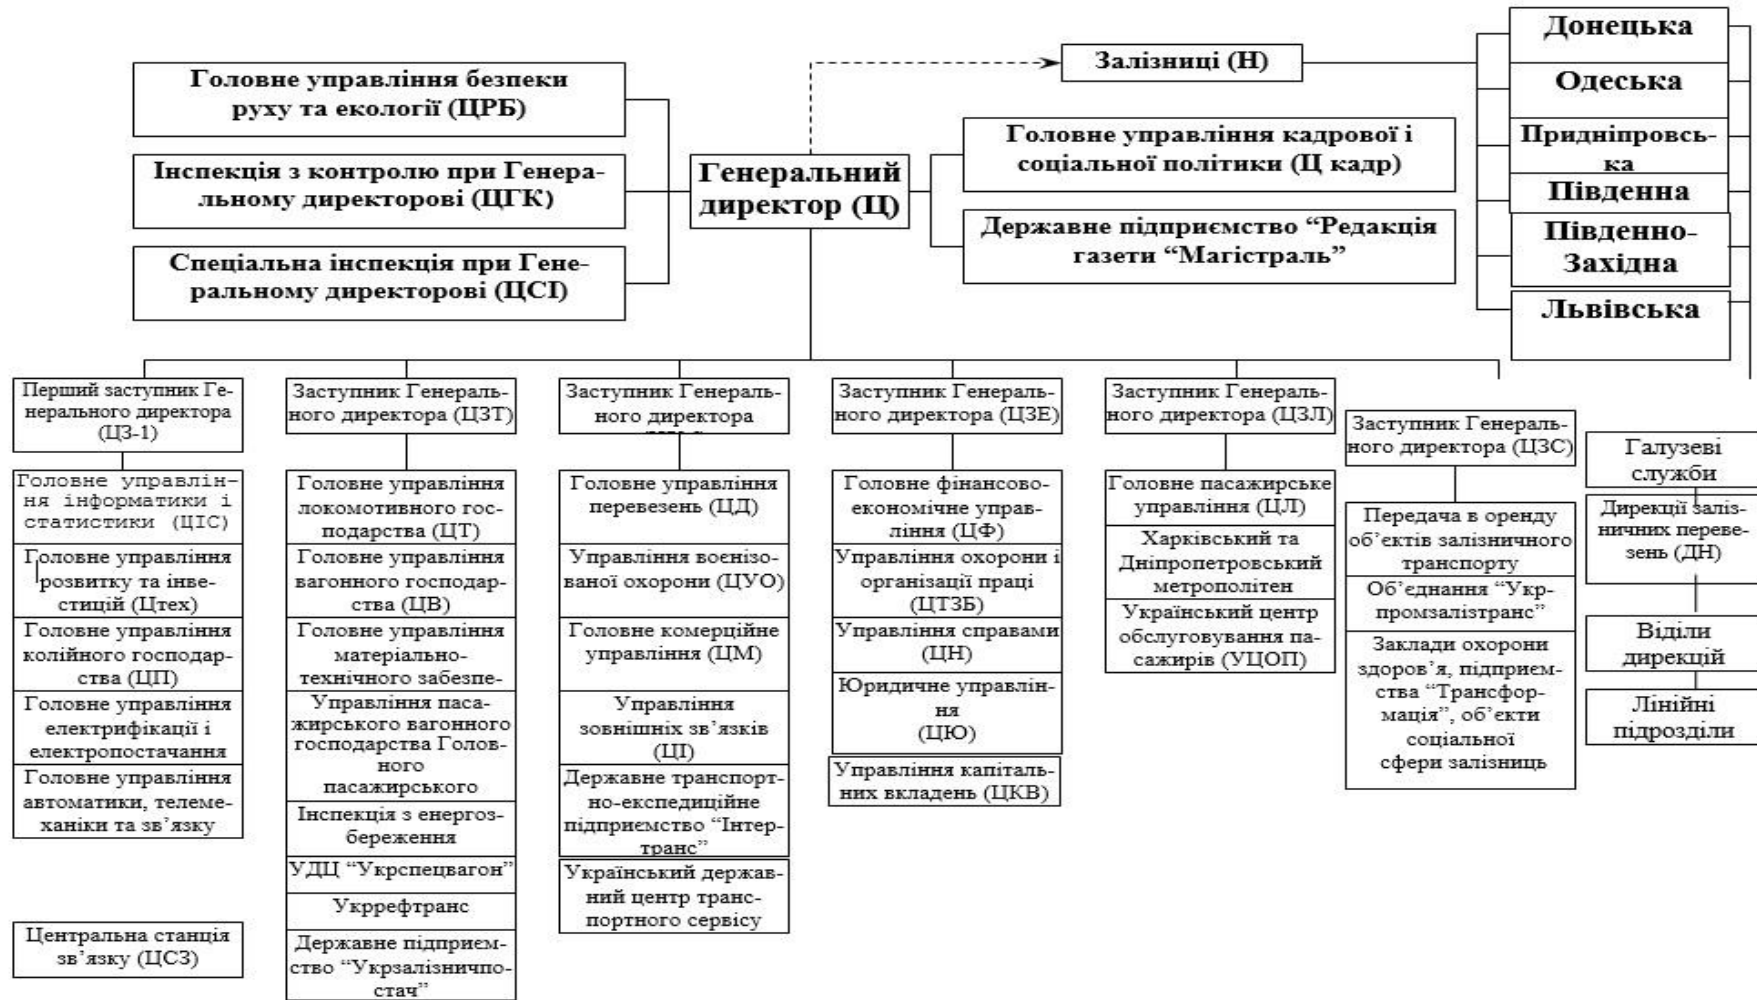 Головне управління безпеки
руху та екології (ЦРБ)
Інспекція з контролю при Генера-
льному директорові (ЦГК)
Спеціальна інспекція при Гене-
ральному директорові (ЦСІ)
Генеральний
директор (Ц)
Залізниці (Н)
Головне управління кадрової і
соціальної політики (Ц кадр)
Державне підприємство “Редакція
газети “Магістраль”
Донецька
Одеська
Придніпровсь-
ка
Південна
Південно-
Західна
Львівська
Перший заступник Ге-
нерального директора
(ЦЗ-1)
Головне управлін-
ня інформатики і
статистики (ЦІС)
Головне управління
розвитку та інве-
стицій (Цтех)
Головне управління
колійного господар-
ства (ЦП)
Головне управління
електрифікації і
електропостачання
Головне управління
автоматики, телеме-
ханіки та зв’язку
Центральна станція
зв’язку (ЦСЗ)
Заступник Генераль-
ного директора (ЦЗТ)
Головне управління
локомотивного гос-
подарства (ЦТ)
Головне управління
вагонного господар-
ства (ЦВ)
Головне управління
матеріально-
технічного забезпе-
Управління паса-
жирського вагонного
господарства Голов-
ного
пасажирського
Інспекція з енергоз-
береження
УДЦ “Укрспецвагон”
Укррефтранс
Державне підприєм-
ство “Укрзалізничпо-
стач”
Заступник Генераль-
ного директора
Головне управління
перевезень (ЦД)
Управління воєнізо-
ваної охорони (ЦУО)
Головне комерційне
управління (ЦМ)
Управління
зовнішніх зв’язків
(ЦІ)
Державне транспорт-
но-експедиційне
підприємство “Інтер-
транс”
Український держав-
ний центр транс-
портного сервісу
Заступник Генераль-
ного директора (ЦЗЕ)
Головне фінансово-
економічне управ-
ління (ЦФ)
Управління охорони і
організації праці
(ЦТЗБ)
Управління справами
(ЦН)
Юридичне управлін-
ня
(ЦЮ)
Управління капіталь-
них вкладень (ЦКВ)
Заступник Генераль-
ного директора (ЦЗЛ)
Головне пасажирське
управління (ЦЛ)
Харківський та
Дніпропетровський
метрополітен
Український центр
обслуговування па-
сажирів (УЦОП)
Заступник Генераль-
ного директора (ЦЗС)
Передача в оренду
об’єктів залізничного
транспорту
Об’єднання “Укр-
промзалізтранс”
Заклади охорони
здоров’я, підприєм-
ства “Трансфор-
мація”, об’єкти
соціальної
сфери залізниць
Галузеві
служби
Дирекції заліз-
ничних переве-
зень (ДН)
Віділи
дирекцій
Лінійні
підрозділи